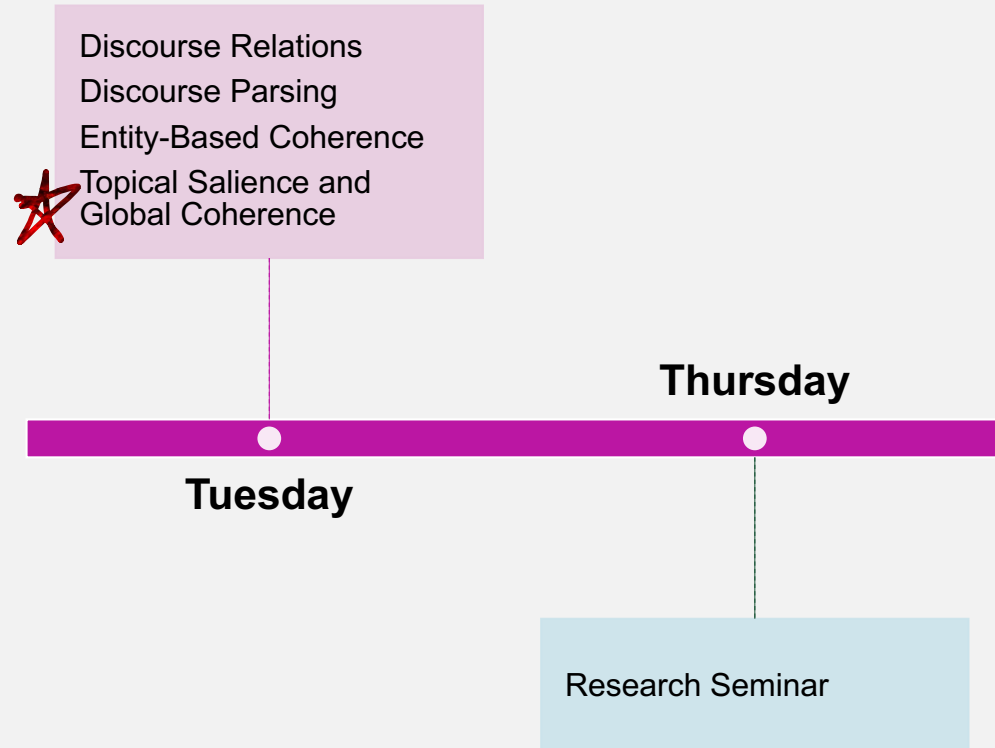 Discourse Relations
Discourse Parsing
Entity-Based Coherence
Topical Salience and
Global Coherence
Thursday
Tuesday
Research Seminar